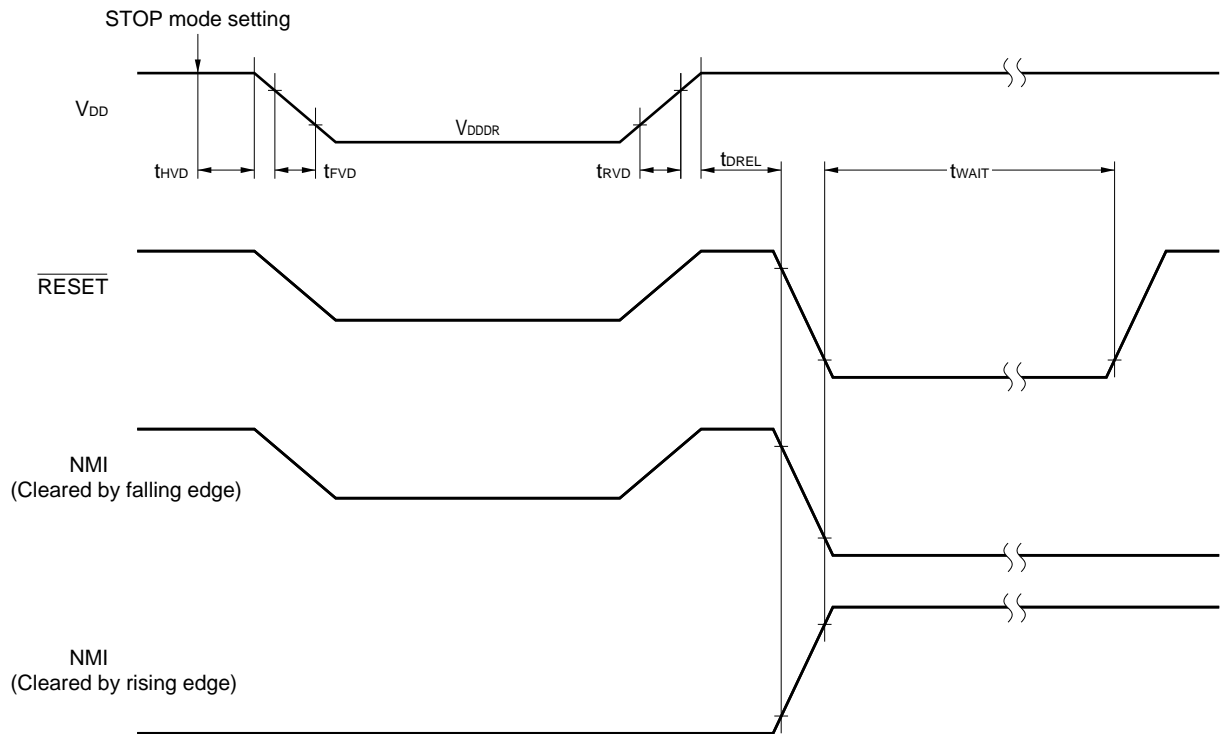 STOP mode setting
VDD
VDDDR
tHVD
tFVD
tRVD
tDREL
tWAIT
RESET
NMI
(Cleared by falling edge)
NMI
(Cleared by rising edge)